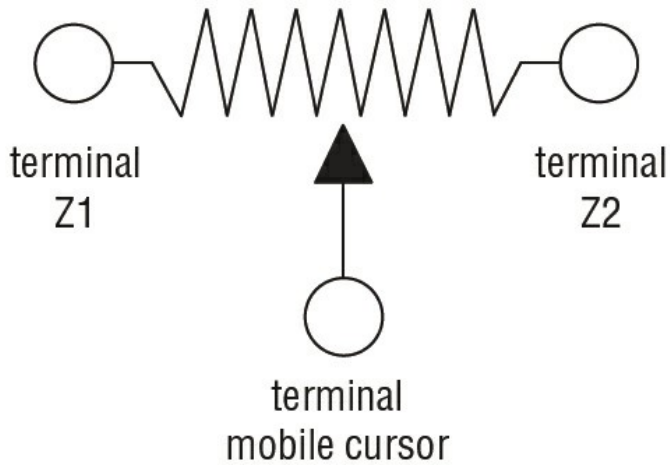 terminal
Z1
terminal
Z2
terminal
mobile cursor